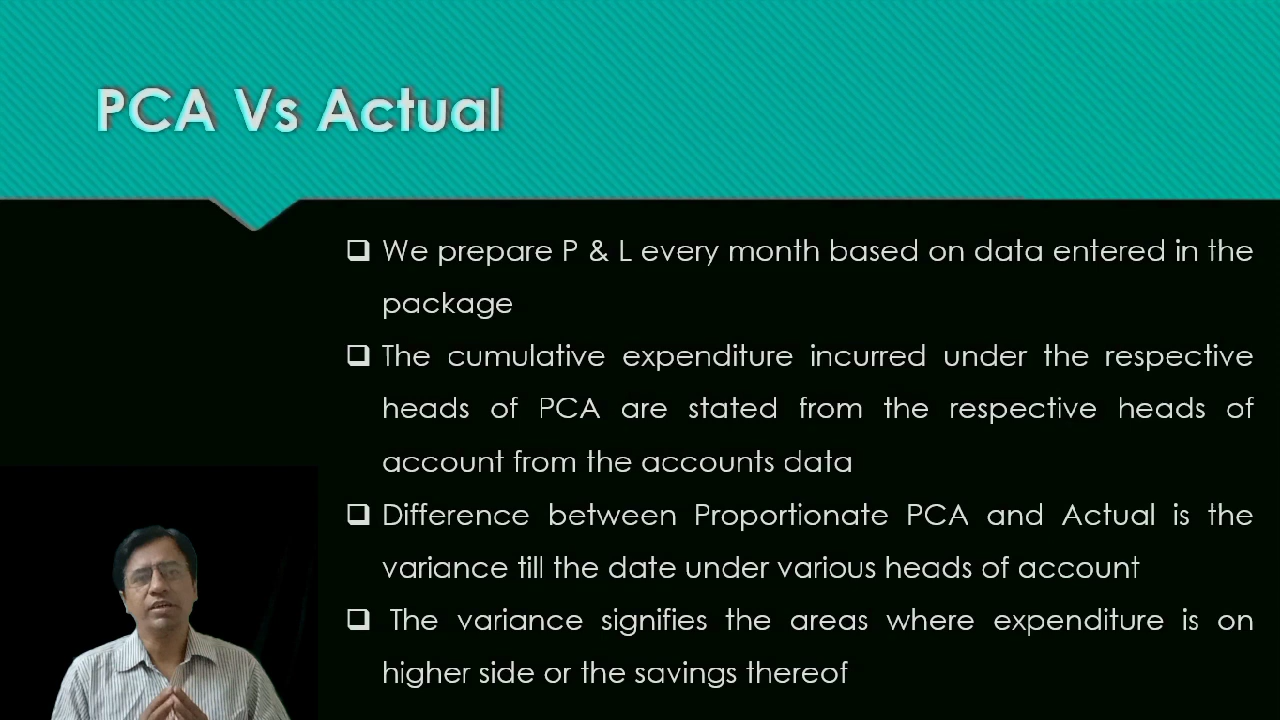 PCA Vs Actual
We prepare P & L every month based on data entered in the
package
The cumulative expenditure incurred under the respective
heads of PCA are stated from the respective heads of
account from the accounts data
Difference between Proportionate PCA and Actual is the
variance till the date under various heads of account
The variance signifies the areas where expenditure is on
higher side or the savings thereof